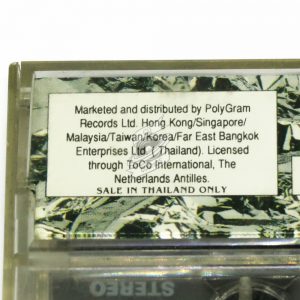 Marketed and distributed by PolyGram
Records Ltd. Hong Kong/Singapore/
Malaysia/Taiwan/Korea/Far East Bangkok
Enterprises Ltd. (Thailand). Licensed
through ToCo International, The
Netherlands Antilles.
SALE IN THAILAND ONLY
STEREO